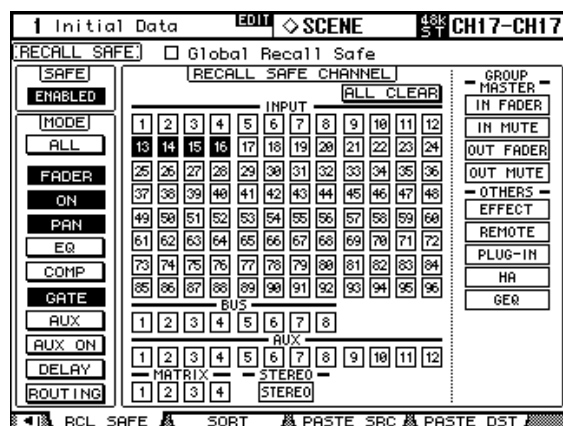 1 Initial Data EDIT ◇SCENE 48K ST CH17-CH17
RECALL SAFE □ Global Recall Safe
SAFE
ENABLED
MODE
ALL
FADER
ON
PAN
EQ
COMP
GATE
AUX
AUX ON
DELAY
ROUTING
RECALL SAFE CHANNEL
ALL CLEAR
INPUT
1 2 3 4 5 6 7 8 9 10 11 12
13 14 15 16 17 18 19 20 21 22 23 24
25 26 27 28 29 30 31 32 33 34 35 36
37 38 39 40 41 42 43 44 45 46 47 48
49 50 51 52 53 54 55 56 57 58 59 60
61 62 63 64 65 66 67 68 69 70 71 72
73 74 75 76 77 78 79 80 81 82 83 84
85 86 87 88 89 90 91 92 93 94 95 96
BUS
1 2 3 4 5 6 7 8
AUX
1 2 3 4 5 6 7 8 9 10 11 12
MATRIX STEREO
1 2 3 4 STEREO
GROUP
MASTER
IN FADER
IN MUTE
OUT FADER
OUT MUTE
OTHERS
EFFECT
REMOTE
PLUG-IN
HA
GEQ
RCL SAFE SORT PASTE SRC PASTE DST